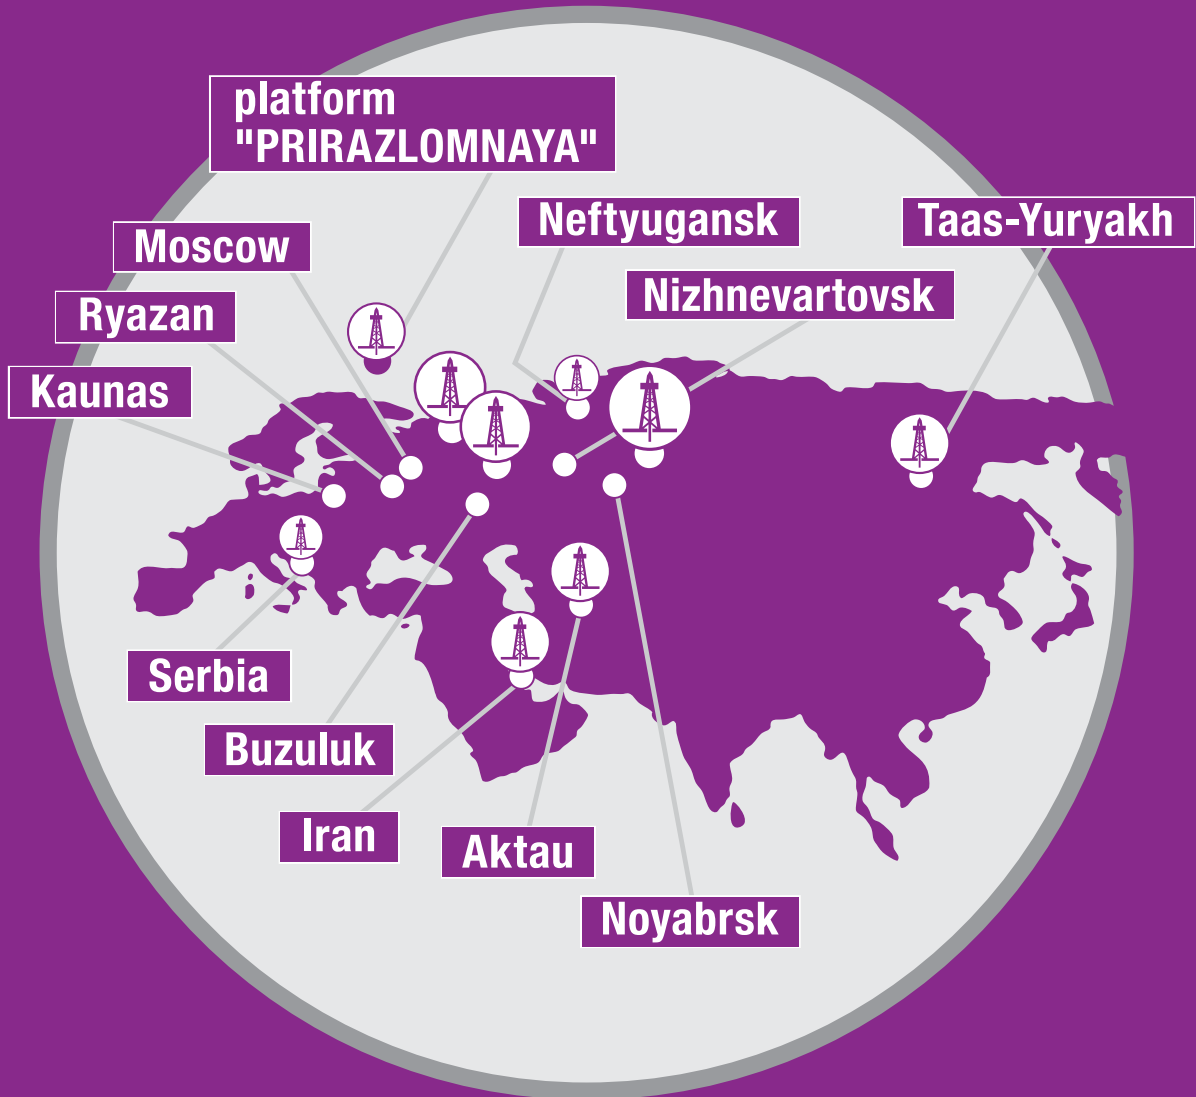 platform
"PRIRAZLOMNAYA"
Neftyugansk
Taas-Yuryakh
Moscow
Nizhnevartovsk
Ryazan
Kaunas
Serbia
Buzuluk
Iran
Aktau
Noyabrsk